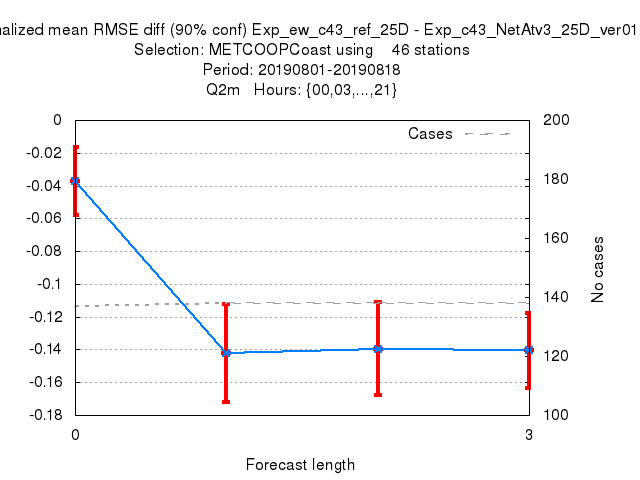 nalized mean RMSE diff (90% conf) Exp_ew_c43_ref_25D - Exp_c43_NetAtv3_25D_ver01
Selection: METCOOPCoast using 46 stations
Period: 20190801-20190818
Q2m Hours: {00,03,...,21}
0
-0.02
-0.04
-0.06
-0.08
-0.1
-0.12
-0.14
-0.16
-0.18
Cases
200
180
160
140
120
100
No cases
0
3
Forecast length